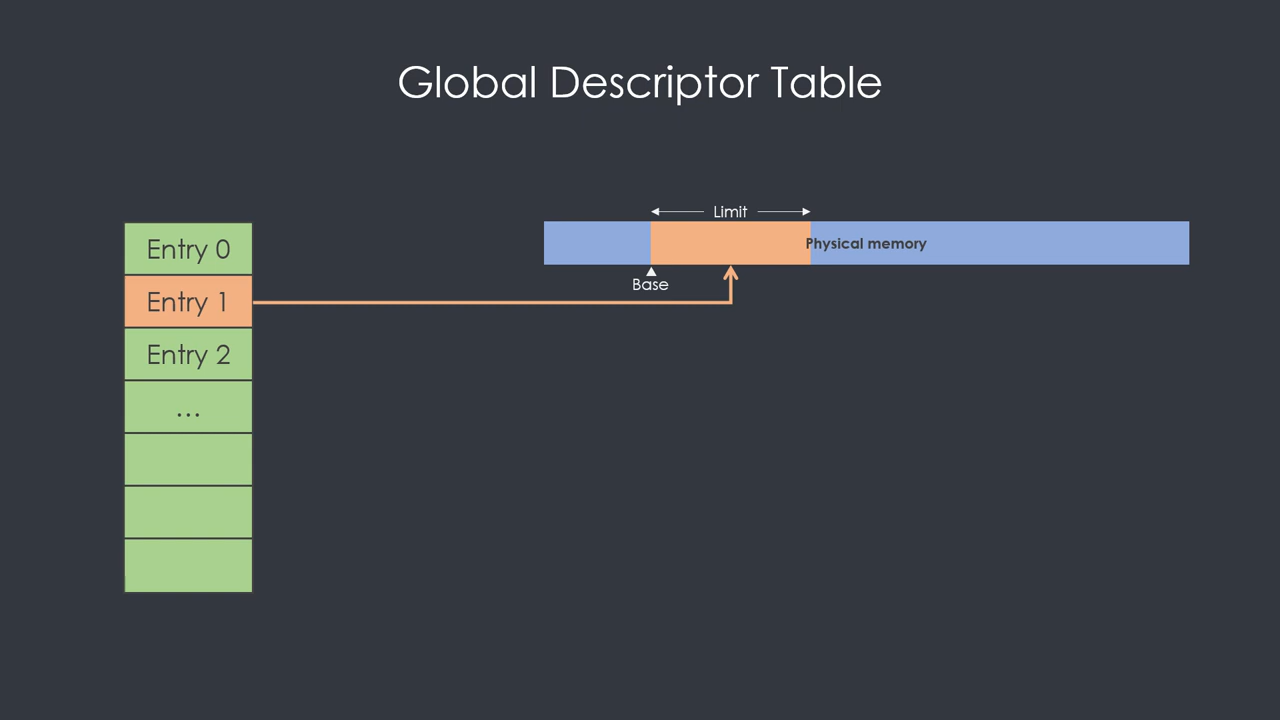 Global Descriptor Table
Limit
Physical memory
Base
Entry 0
Entry 1
Entry 2
...